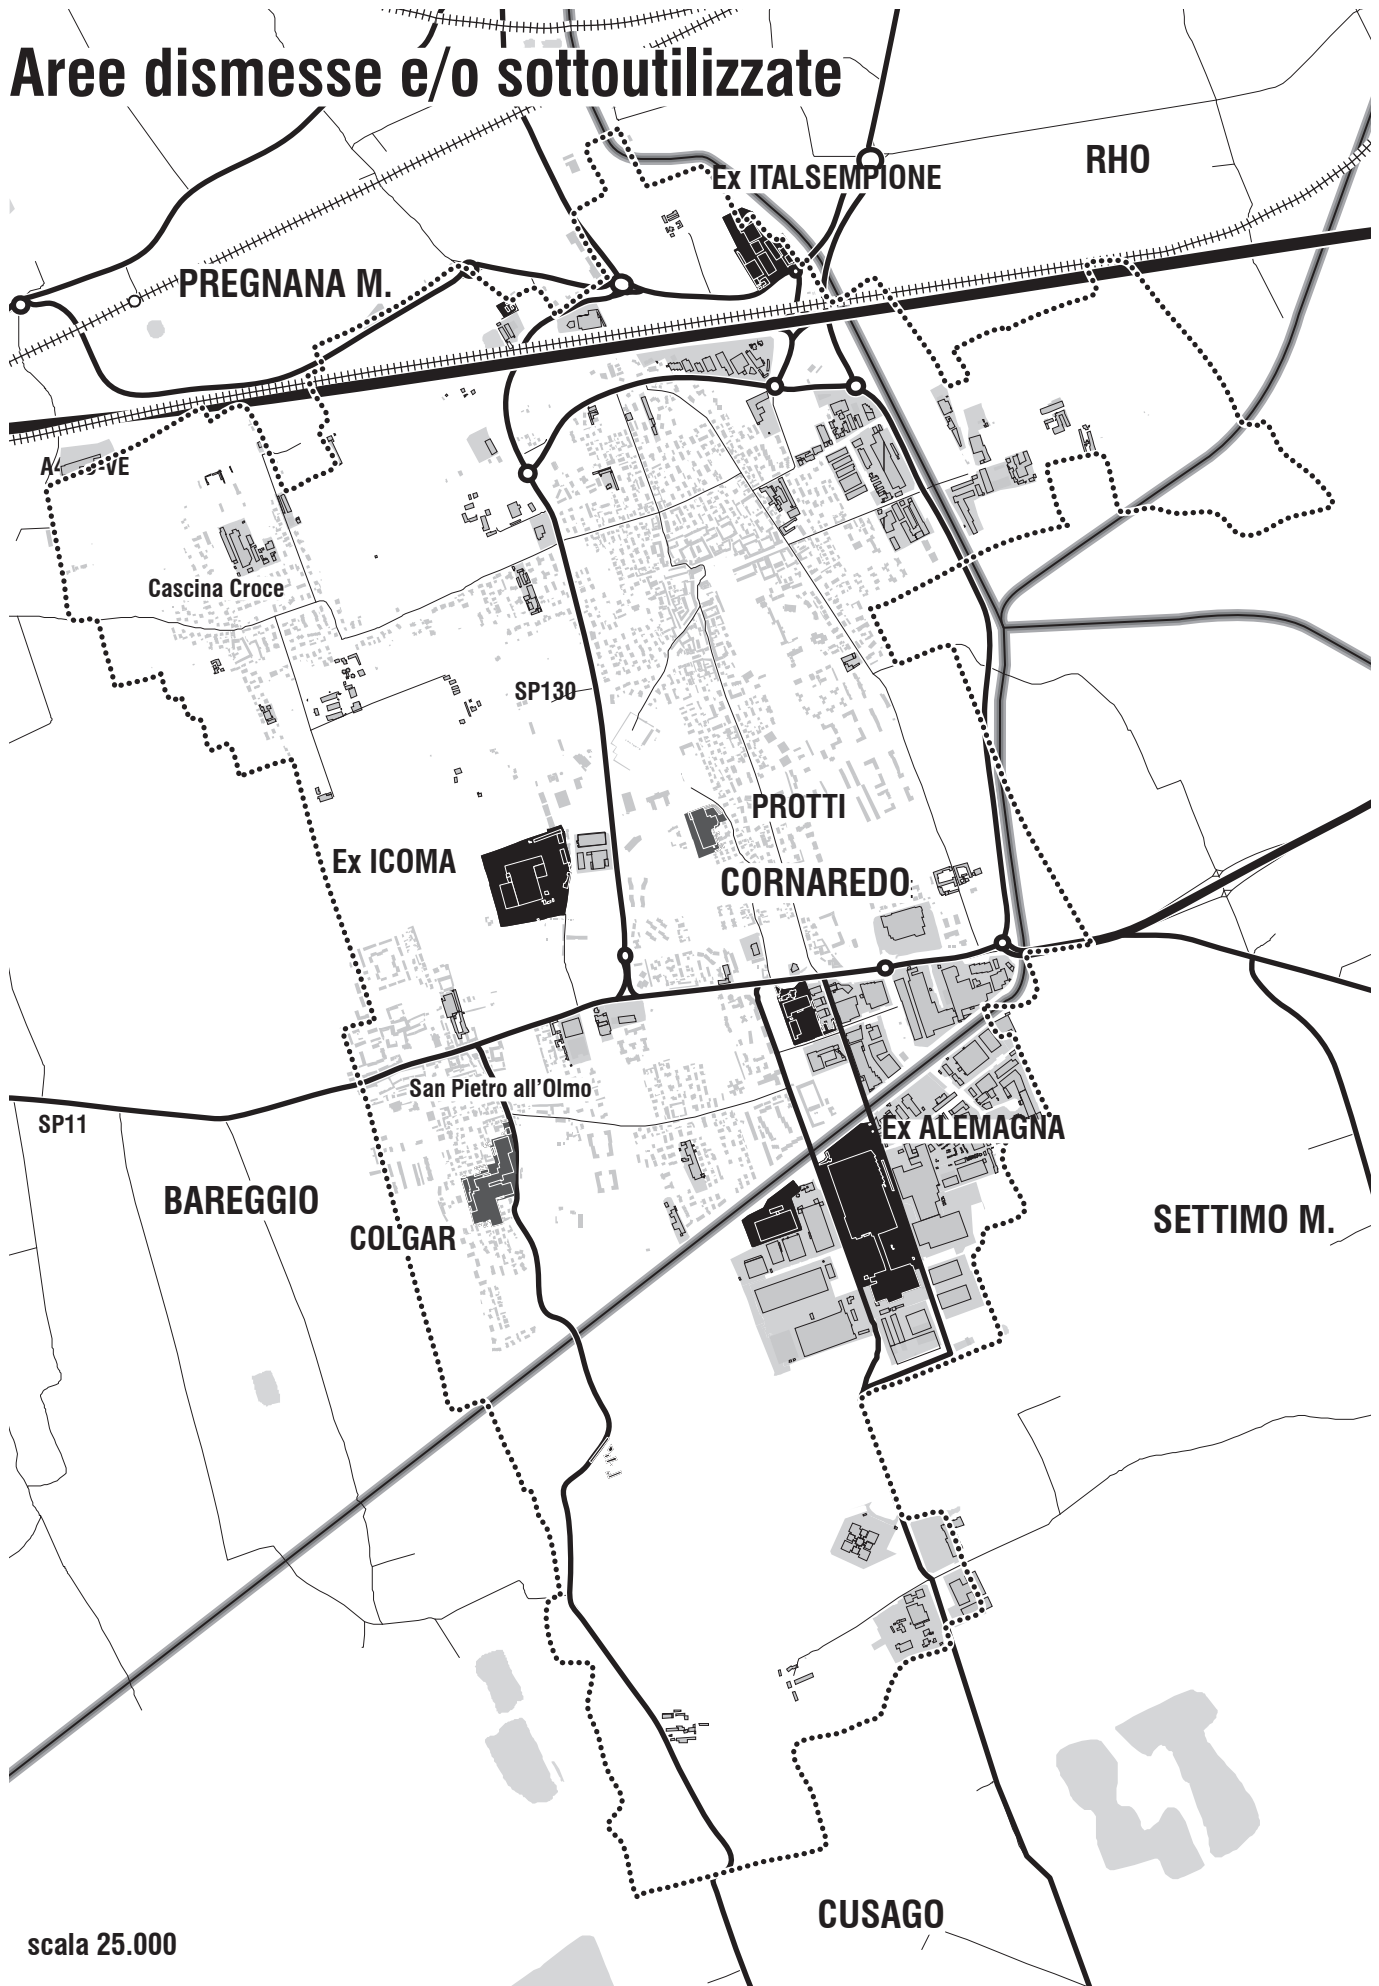 Aree dismesse e/o sottoutilizzate
RHO
Ex ITALSEMPIONE
PREGNANA M.
Cascina Croce
SP130
PROTTI
Ex ICOMA
CORNAREDO
San Pietro all'Olmo
SP11
Ex ALEMAGNA
BAREGGIO
SETTIMO M.
COLGAR
CUSAGO
scala 25.000